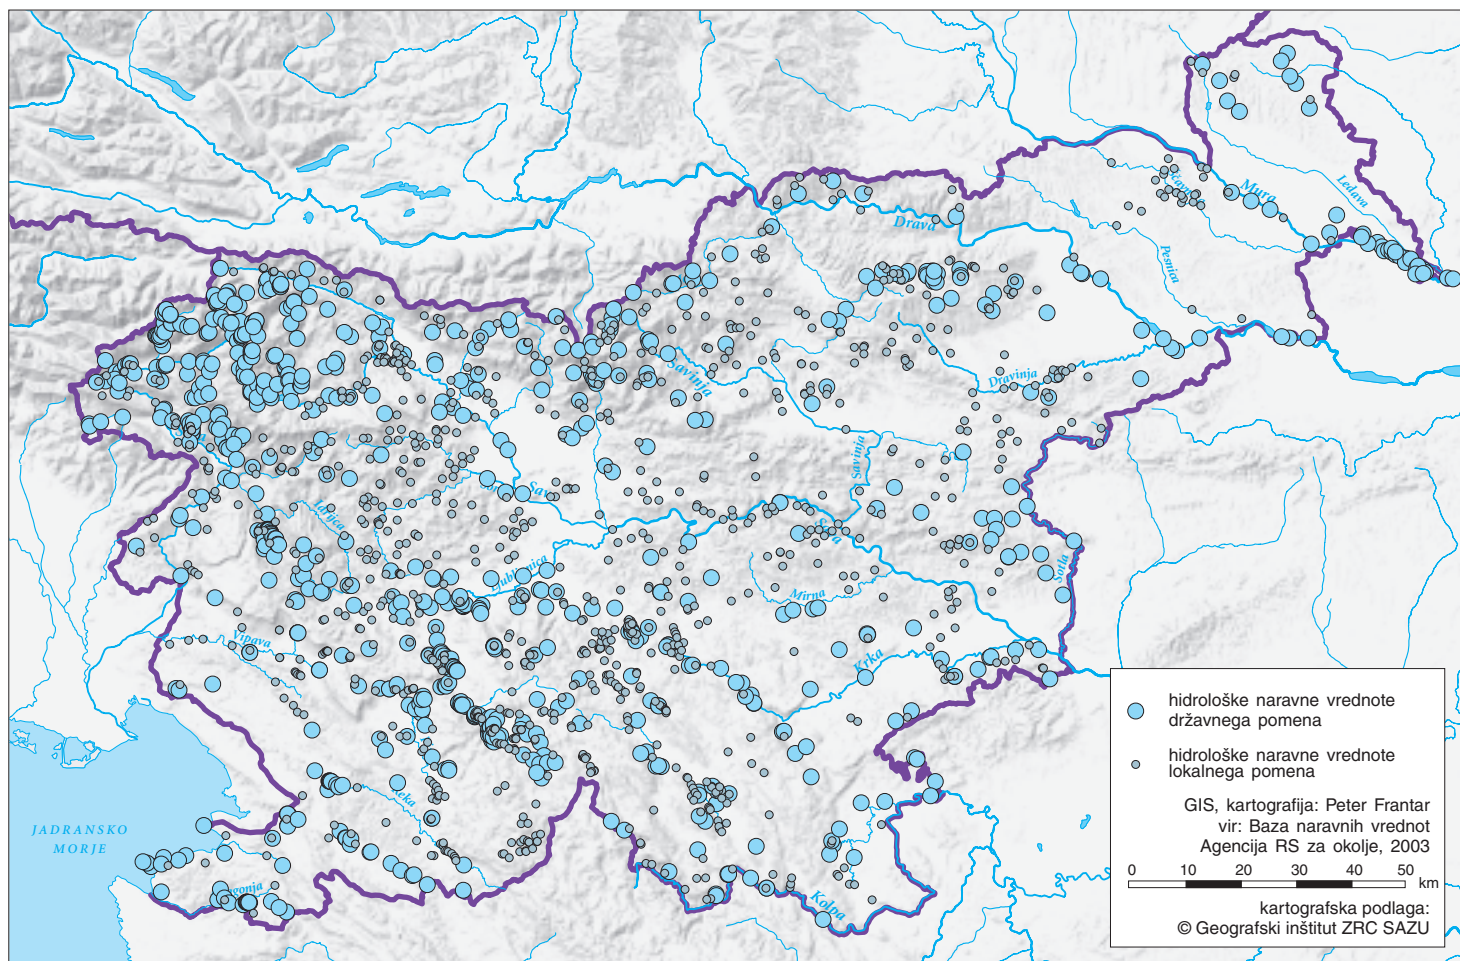 Mura
Ledava
Drava
Pesnica
Dravinja
Savinja
Savinja
Idrijca
Sava
Ljubljanica
Mirna
Sotla
Vipava
Krka
Reka
Kolpa
JADRANSKO
MORJE
hidrološke naravne vrednote
državnega pomena
hidrološke naravne vrednote
lokalnega pomena
GIS, kartografija: Peter Frantar
vir: Baza naravnih vrednot
Agencija RS za okolje, 2003
0 10 20 30 40 50
km
kartografska podlaga:
© Geografski inštitut ZRC SAZU